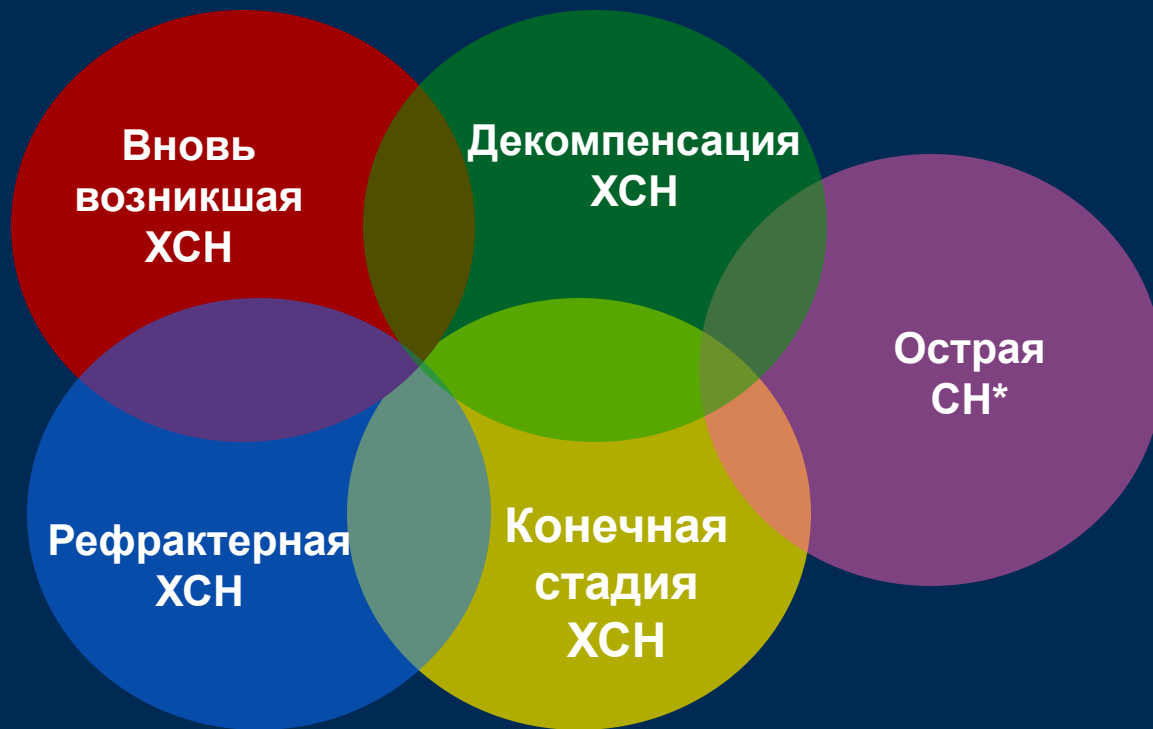 Вновь
возникшая
ХСН
Декомпенсация
ХСН
Острая
СН*
Рефрактерная
ХСН
Конечная
стадия
ХСН